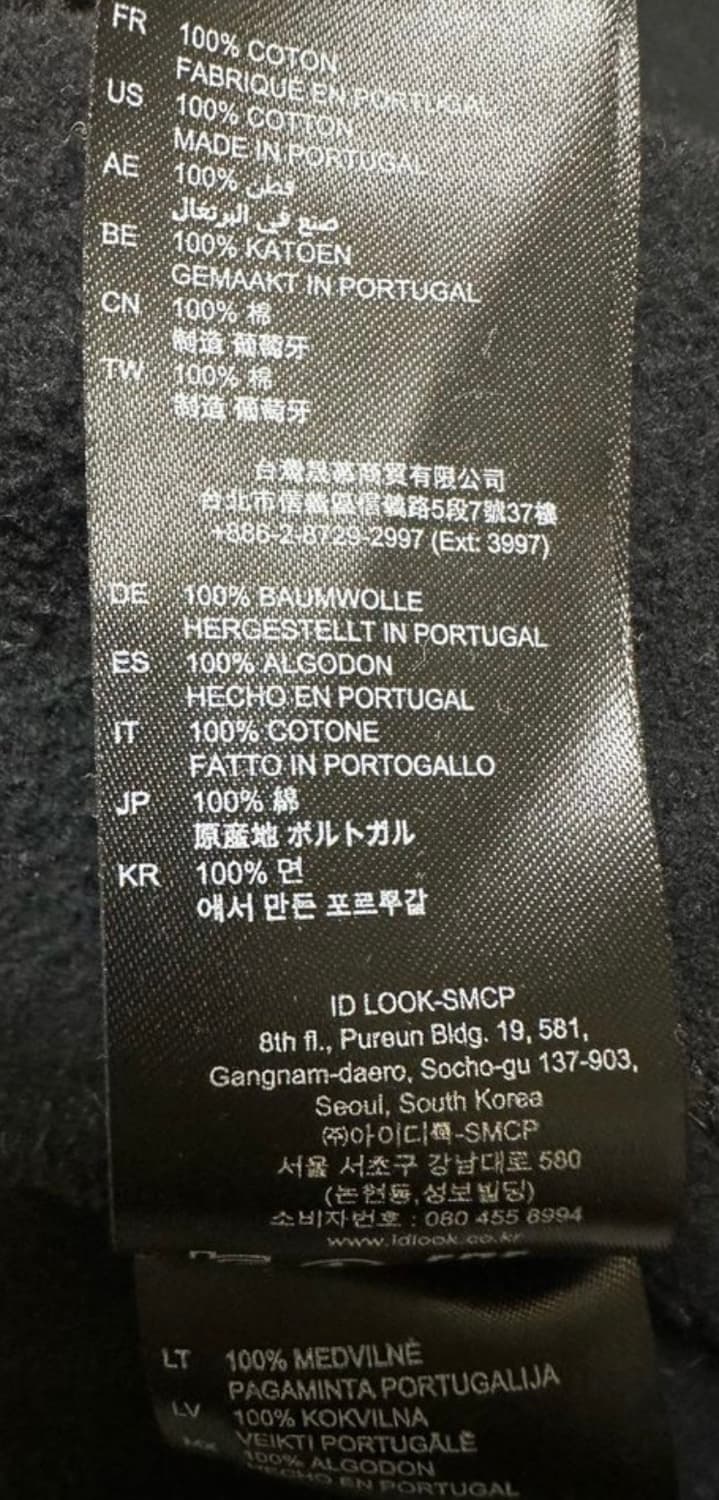 FR 100% COTON
FABRIQUÉ EN PORTUGAL
US 100% COTTON
MADE IN PORTUGAL
AE 100% قطن
صنع في البرتغال
BE 100% KATOEN
GEMAAKT IN PORTUGAL
CN 100% 棉
制造 葡萄牙
TW 100% 棉
制造 葡萄牙
台灣晟夢商貿有限公司
台北市信義區信義路5段7號37樓
+886-2-8729-2997 (Ext: 3997)
DE 100% BAUMWOLLE
HERGESTELLT IN PORTUGAL
ES 100% ALGODON
HECHO EN PORTUGAL
IT 100% COTONE
FATTO IN PORTOGALLO
JP 100% 綿
原産地 ポルトガル
KR 100% 면
에서 만든 포르투갈
ID LOOK-SMCP
8th fl., Pureun Bldg. 19, 581,
Gangnam-daero, Socho-gu 137-903,
Seoul, South Korea
㈜아이디룩-SMCP
서울 서초구 강남대로 580
(논현동,성보빌딩)
소비자번호 : 080 455 8994
www.idlook.co.kr
LT 100% MEDVILNĖ
PAGAMINTA PORTUGALIJA
LV 100% KOKVILNA
VEIKTI PORTUGĀLĒ
MX 100% ALGODON
HECHO EN PORTUGAL